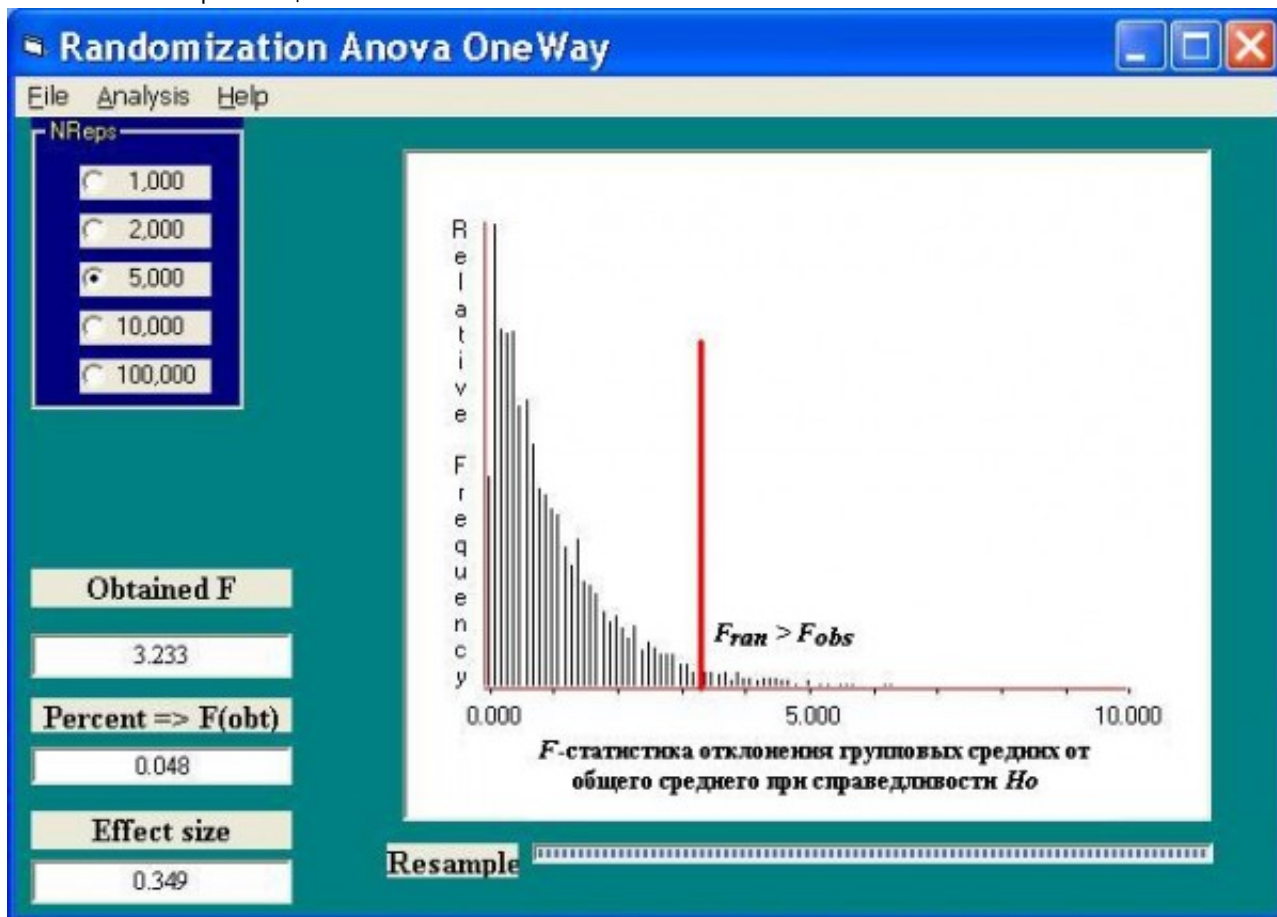 Randomization Anova OneWay
File Analysis Help
NReps
1,000
2,000
5,000
10,000
100,000
Relative Frequency
Fran > Fobs
0.000 5.000 10.000
F-статистика отклонения групповых средних от
общего среднего при справедливости Ho
Obtained F
3.233
Percent => F(obt)
0.048
Effect size
0.349
Resample